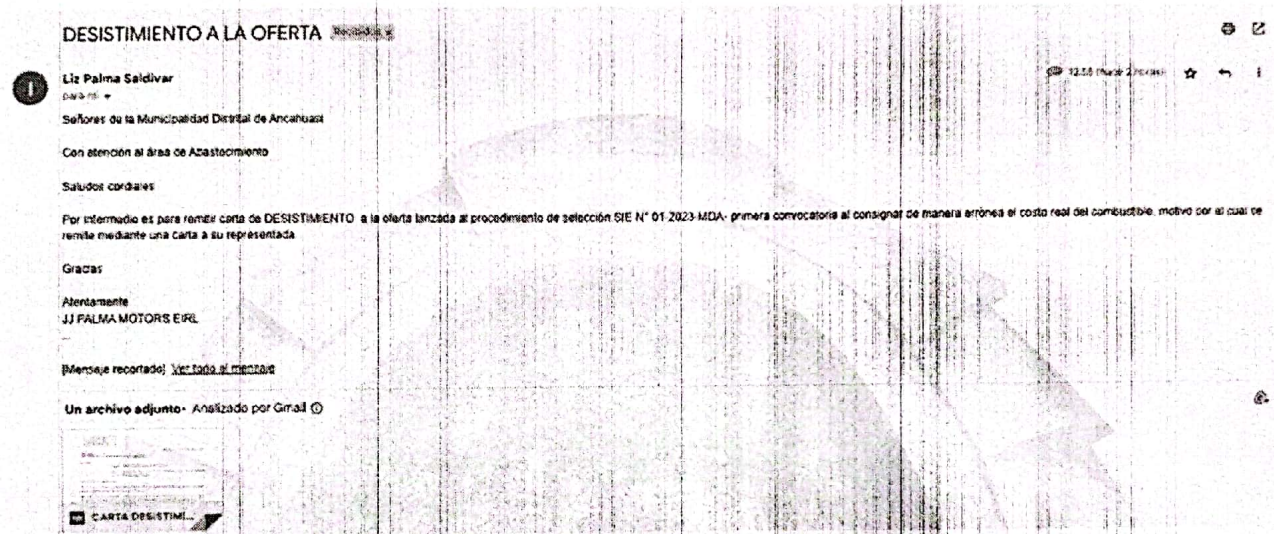 DESISTIMIENTO A LA OFERTA Recibidos x
Liz Palma Saldivar
para mí
Señores de la Municipalidad Distrital de Ancahuasi
Con atención al área de Abastecimiento
Saludos cordiales
Por intermedio es para remitir carta de DESISTIMIENTO a la oferta lanzada al procedimiento de selección SIE N° 01-2023-MDA- primera convocatoria al consignar de manera errónea el costo real del combustible, motivo por el cual se
remite mediante una carta a su representada
Gracias
Atentamente
JJ PALMA MOTORS EIRL
--
[Mensaje recortado] Ver todo el mensaje
Un archivo adjunto • Analizado por Gmail
CARTA DESISTIMI...